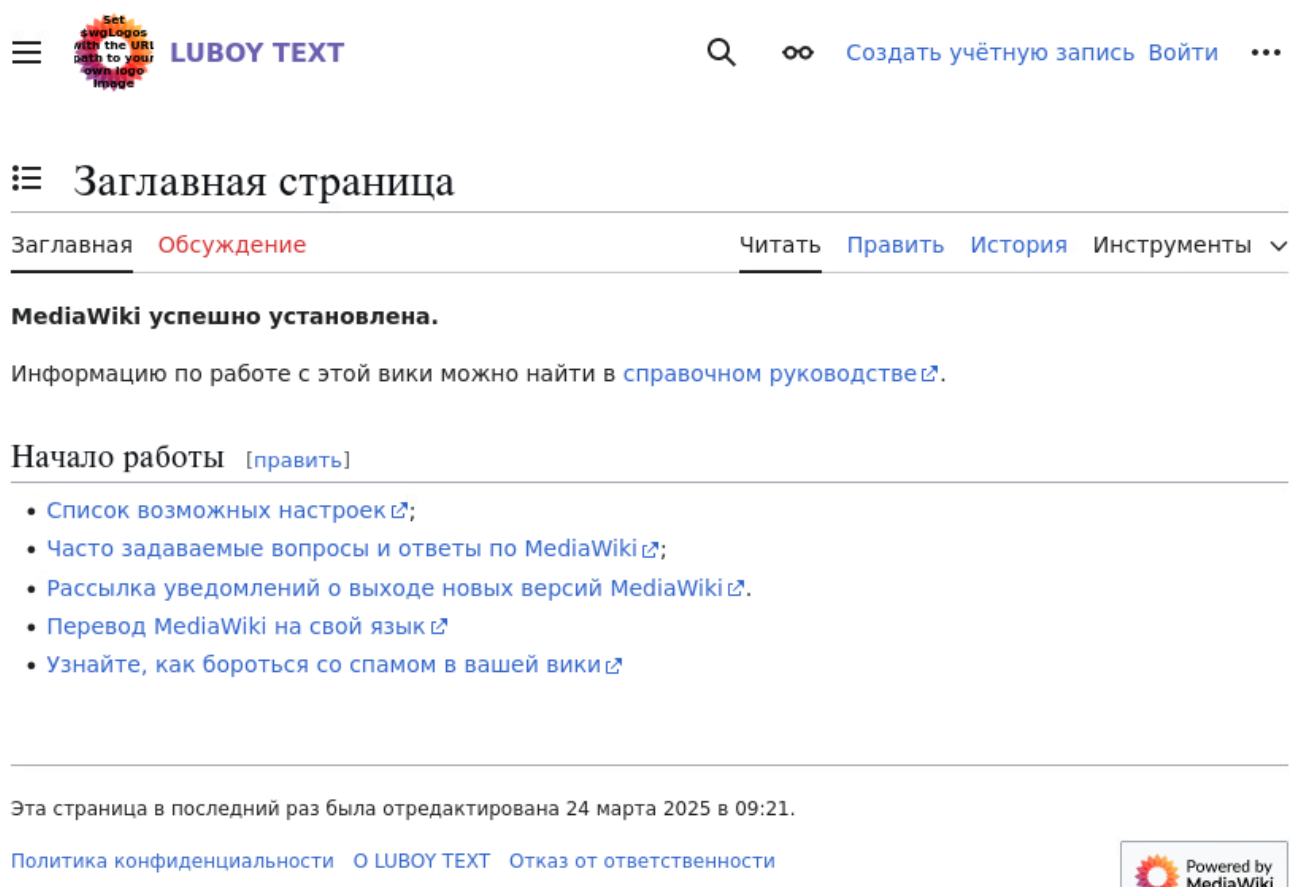 Set
$wgLogos
with the URL
path to your
own logo
image
LUBOY TEXT
Создать учётную запись Войти
Заглавная страница
Заглавная Обсуждение Читать Править История Инструменты
MediaWiki успешно установлена.
Информацию по работе с этой вики можно найти в справочном руководстве.
Начало работы [править]
• Список возможных настроек;
• Часто задаваемые вопросы и ответы по MediaWiki;
• Рассылка уведомлений о выходе новых версий MediaWiki.
• Перевод MediaWiki на свой язык
• Узнайте, как бороться со спамом в вашей вики
Эта страница в последний раз была отредактирована 24 марта 2025 в 09:21.
Политика конфиденциальности О LUBOY TEXT Отказ от ответственности
Powered by
MediaWiki